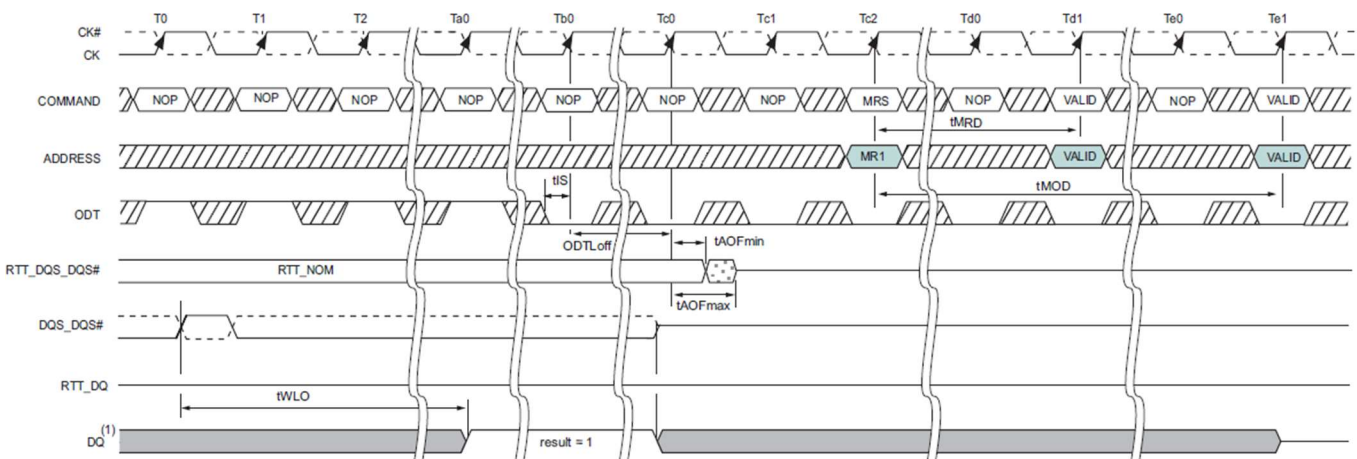 T0 T1 T2 Ta0 Tb0 Tc0 Tc1 Tc2 Td0 Td1 Te0 Te1
CK#
CK
COMMAND NOP NOP NOP NOP NOP NOP NOP MRS NOP VALID NOP VALID
tMRD
ADDRESS MR1 VALID VALID
tIS tMOD
ODT
ODTLoff tAOFmin
RTT_DQS_DQS# RTT_NOM
tAOFmax
DQS_DQS#
RTT_DQ
tWLO
(1)
DQ result = 1